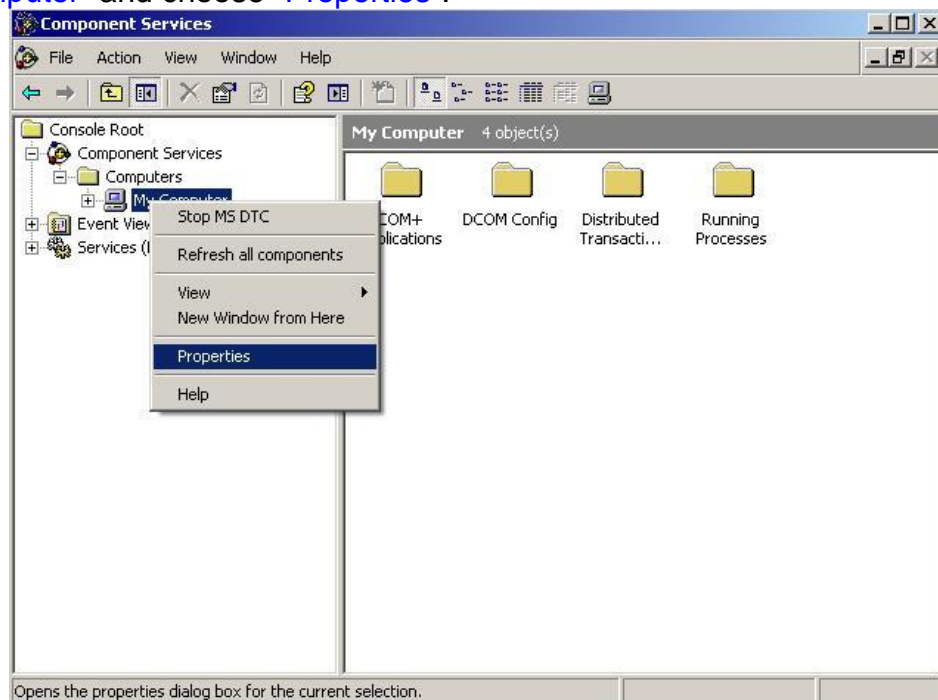 and choose "Properties".
Component Services
File Action View Window Help
Console Root
Component Services
Computers
My Computer
Event View
Services (
My Computer 4 object(s)
COM+
DCOM Config
Distributed
Transacti...
Running
Processes
Stop MS DTC
Refresh all components
View
New Window from Here
Properties
Help
Opens the properties dialog box for the current selection.